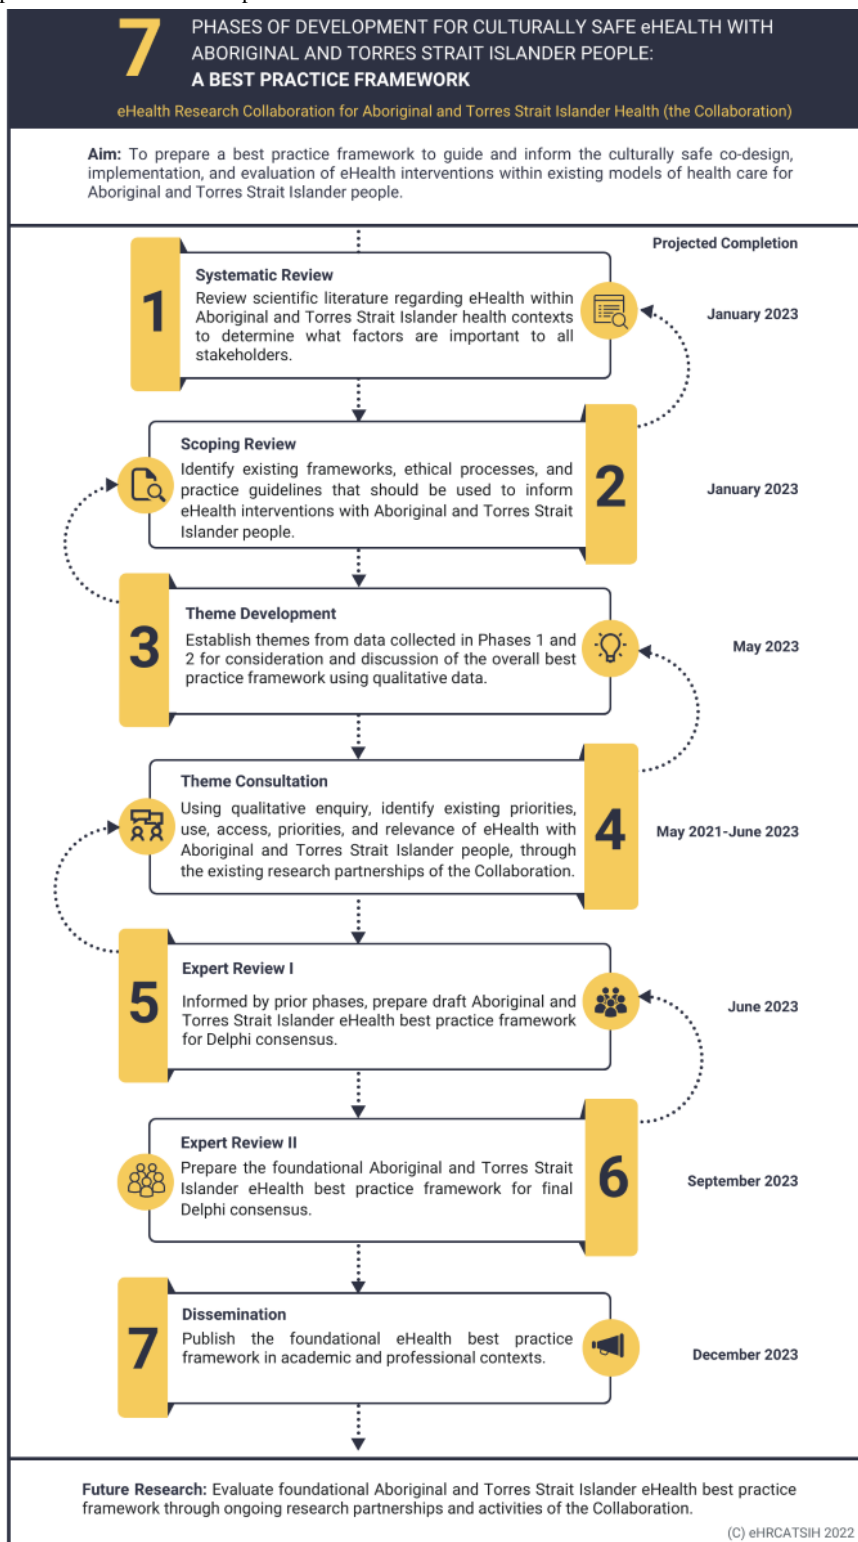 7
PHASES OF DEVELOPMENT FOR CULTURALLY SAFE eHEALTH WITH
ABORIGINAL AND TORRES STRAIT ISLANDER PEOPLE:
A BEST PRACTICE FRAMEWORK
eHealth Research Collaboration for Aboriginal and Torres Strait Islander Health (the Collaboration)
Aim: To prepare a best practice framework to guide and inform the culturally safe co-design,
implementation, and evaluation of eHealth interventions within existing models of health care for
Aboriginal and Torres Strait Islander people.
Projected Completion
1
Systematic Review
Review scientific literature regarding eHealth within
Aboriginal and Torres Strait Islander health contexts
to determine what factors are important to all
stakeholders.
January 2023
Scoping Review
Identify existing frameworks, ethical processes, and
practice guidelines that should be used to inform
eHealth interventions with Aboriginal and Torres Strait
Islander people.
2
January 2023
3
Theme Development
Establish themes from data collected in Phases 1 and
2 for consideration and discussion of the overall best
practice framework using qualitative data.
May 2023
Theme Consultation
Using qualitative enquiry, identify existing priorities,
use, access, priorities, and relevance of eHealth with
Aboriginal and Torres Strait Islander people, through
the existing research partnerships of the Collaboration.
4
May 2021-June 2023
5
Expert Review I
Informed by prior phases, prepare draft Aboriginal and
Torres Strait Islander eHealth best practice framework
for Delphi consensus.
June 2023
Expert Review II
Prepare the foundational Aboriginal and Torres Strait
Islander eHealth best practice framework for final
Delphi consensus.
6
September 2023
7
Dissemination
Publish the foundational eHealth best practice
framework in academic and professional contexts.
December 2023
Future Research: Evaluate foundational Aboriginal and Torres Strait Islander eHealth best practice
framework through ongoing research partnerships and activities of the Collaboration.
(C) eHRCATSIH 2022